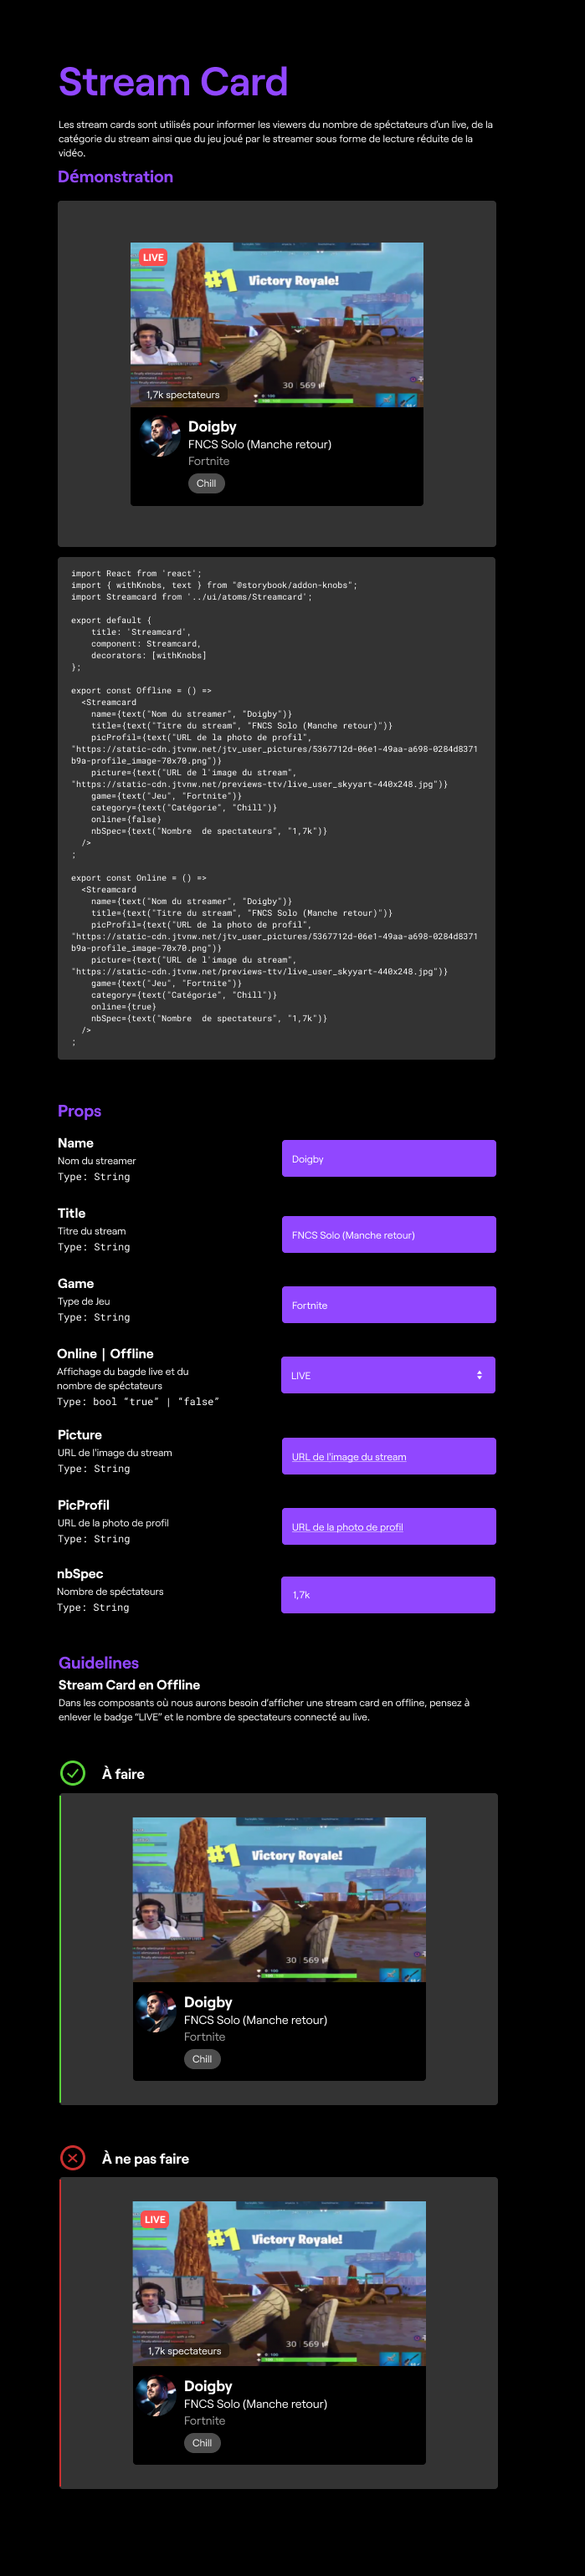 Stream Card
Les stream cards sont utilisés pour informer les viewers du nombre de spéctateurs d'un live, de la
catégorie du stream ainsi que du jeu joué par le streamer sous forme de lecture réduite de la
vidéo.
Démonstration
LIVE
#1 Victory Royale!
30 569
1,7k spectateurs
Doigby
FNCS Solo (Manche retour)
Fortnite
Chill
import React from 'react';
import { withKnobs, text } from "@storybook/addon-knobs";
import Streamcard from '../ui/atoms/Streamcard';
export default {
title: 'Streamcard',
component: Streamcard,
decorators: [withKnobs]
};
export const Offline = () =>
<Streamcard
name={text("Nom du streamer", "Doigby")}
title={text("Titre du stream", "FNCS Solo (Manche retour)")}
picProfil={text("URL de la photo de profil",
"https://static-cdn.jtvnw.net/jtv_user_pictures/5367712d-06e1-49aa-a698-0284d8371
b9a-profile_image-70x70.png")}
picture={text("URL de l'image du stream",
"https://static-cdn.jtvnw.net/previews-ttv/live_user_skyyart-440x248.jpg")}
game={text("Jeu", "Fortnite")}
category={text("Catégorie", "Chill")}
online={false}
nbSpec={text("Nombre  de spectateurs", "1,7k")}
/>
;
export const Online = () =>
<Streamcard
name={text("Nom du streamer", "Doigby")}
title={text("Titre du stream", "FNCS Solo (Manche retour)")}
picProfil={text("URL de la photo de profil",
"https://static-cdn.jtvnw.net/jtv_user_pictures/5367712d-06e1-49aa-a698-0284d8371
b9a-profile_image-70x70.png")}
picture={text("URL de l'image du stream",
"https://static-cdn.jtvnw.net/previews-ttv/live_user_skyyart-440x248.jpg")}
game={text("Jeu", "Fortnite")}
category={text("Catégorie", "Chill")}
online={true}
nbSpec={text("Nombre  de spectateurs", "1,7k")}
/>
;
Props
Name
Nom du streamer
Type: String
Doigby
Title
Titre du stream
Type: String
FNCS Solo (Manche retour)
Game
Type de Jeu
Type: String
Fortnite
Online | Offline
Affichage du bagde live et du
nombre de spéctateurs
Type: bool "true" | "false"
LIVE
Picture
URL de l'image du stream
Type: String
URL de l'image du stream
PicProfil
URL de la photo de profil
Type: String
URL de la photo de profil
nbSpec
Nombre de spéctateurs
Type: String
1,7k
Guidelines
Stream Card en Offline
Dans les composants où nous aurons besoin d'afficher une stream card en offline, pensez à
enlever le badge "LIVE" et le nombre de spectateurs connecté au live.
À faire
#1 Victory Royale!
30 569
Doigby
FNCS Solo (Manche retour)
Fortnite
Chill
À ne pas faire
LIVE
#1 Victory Royale!
30 569
1,7k spectateurs
Doigby
FNCS Solo (Manche retour)
Fortnite
Chill